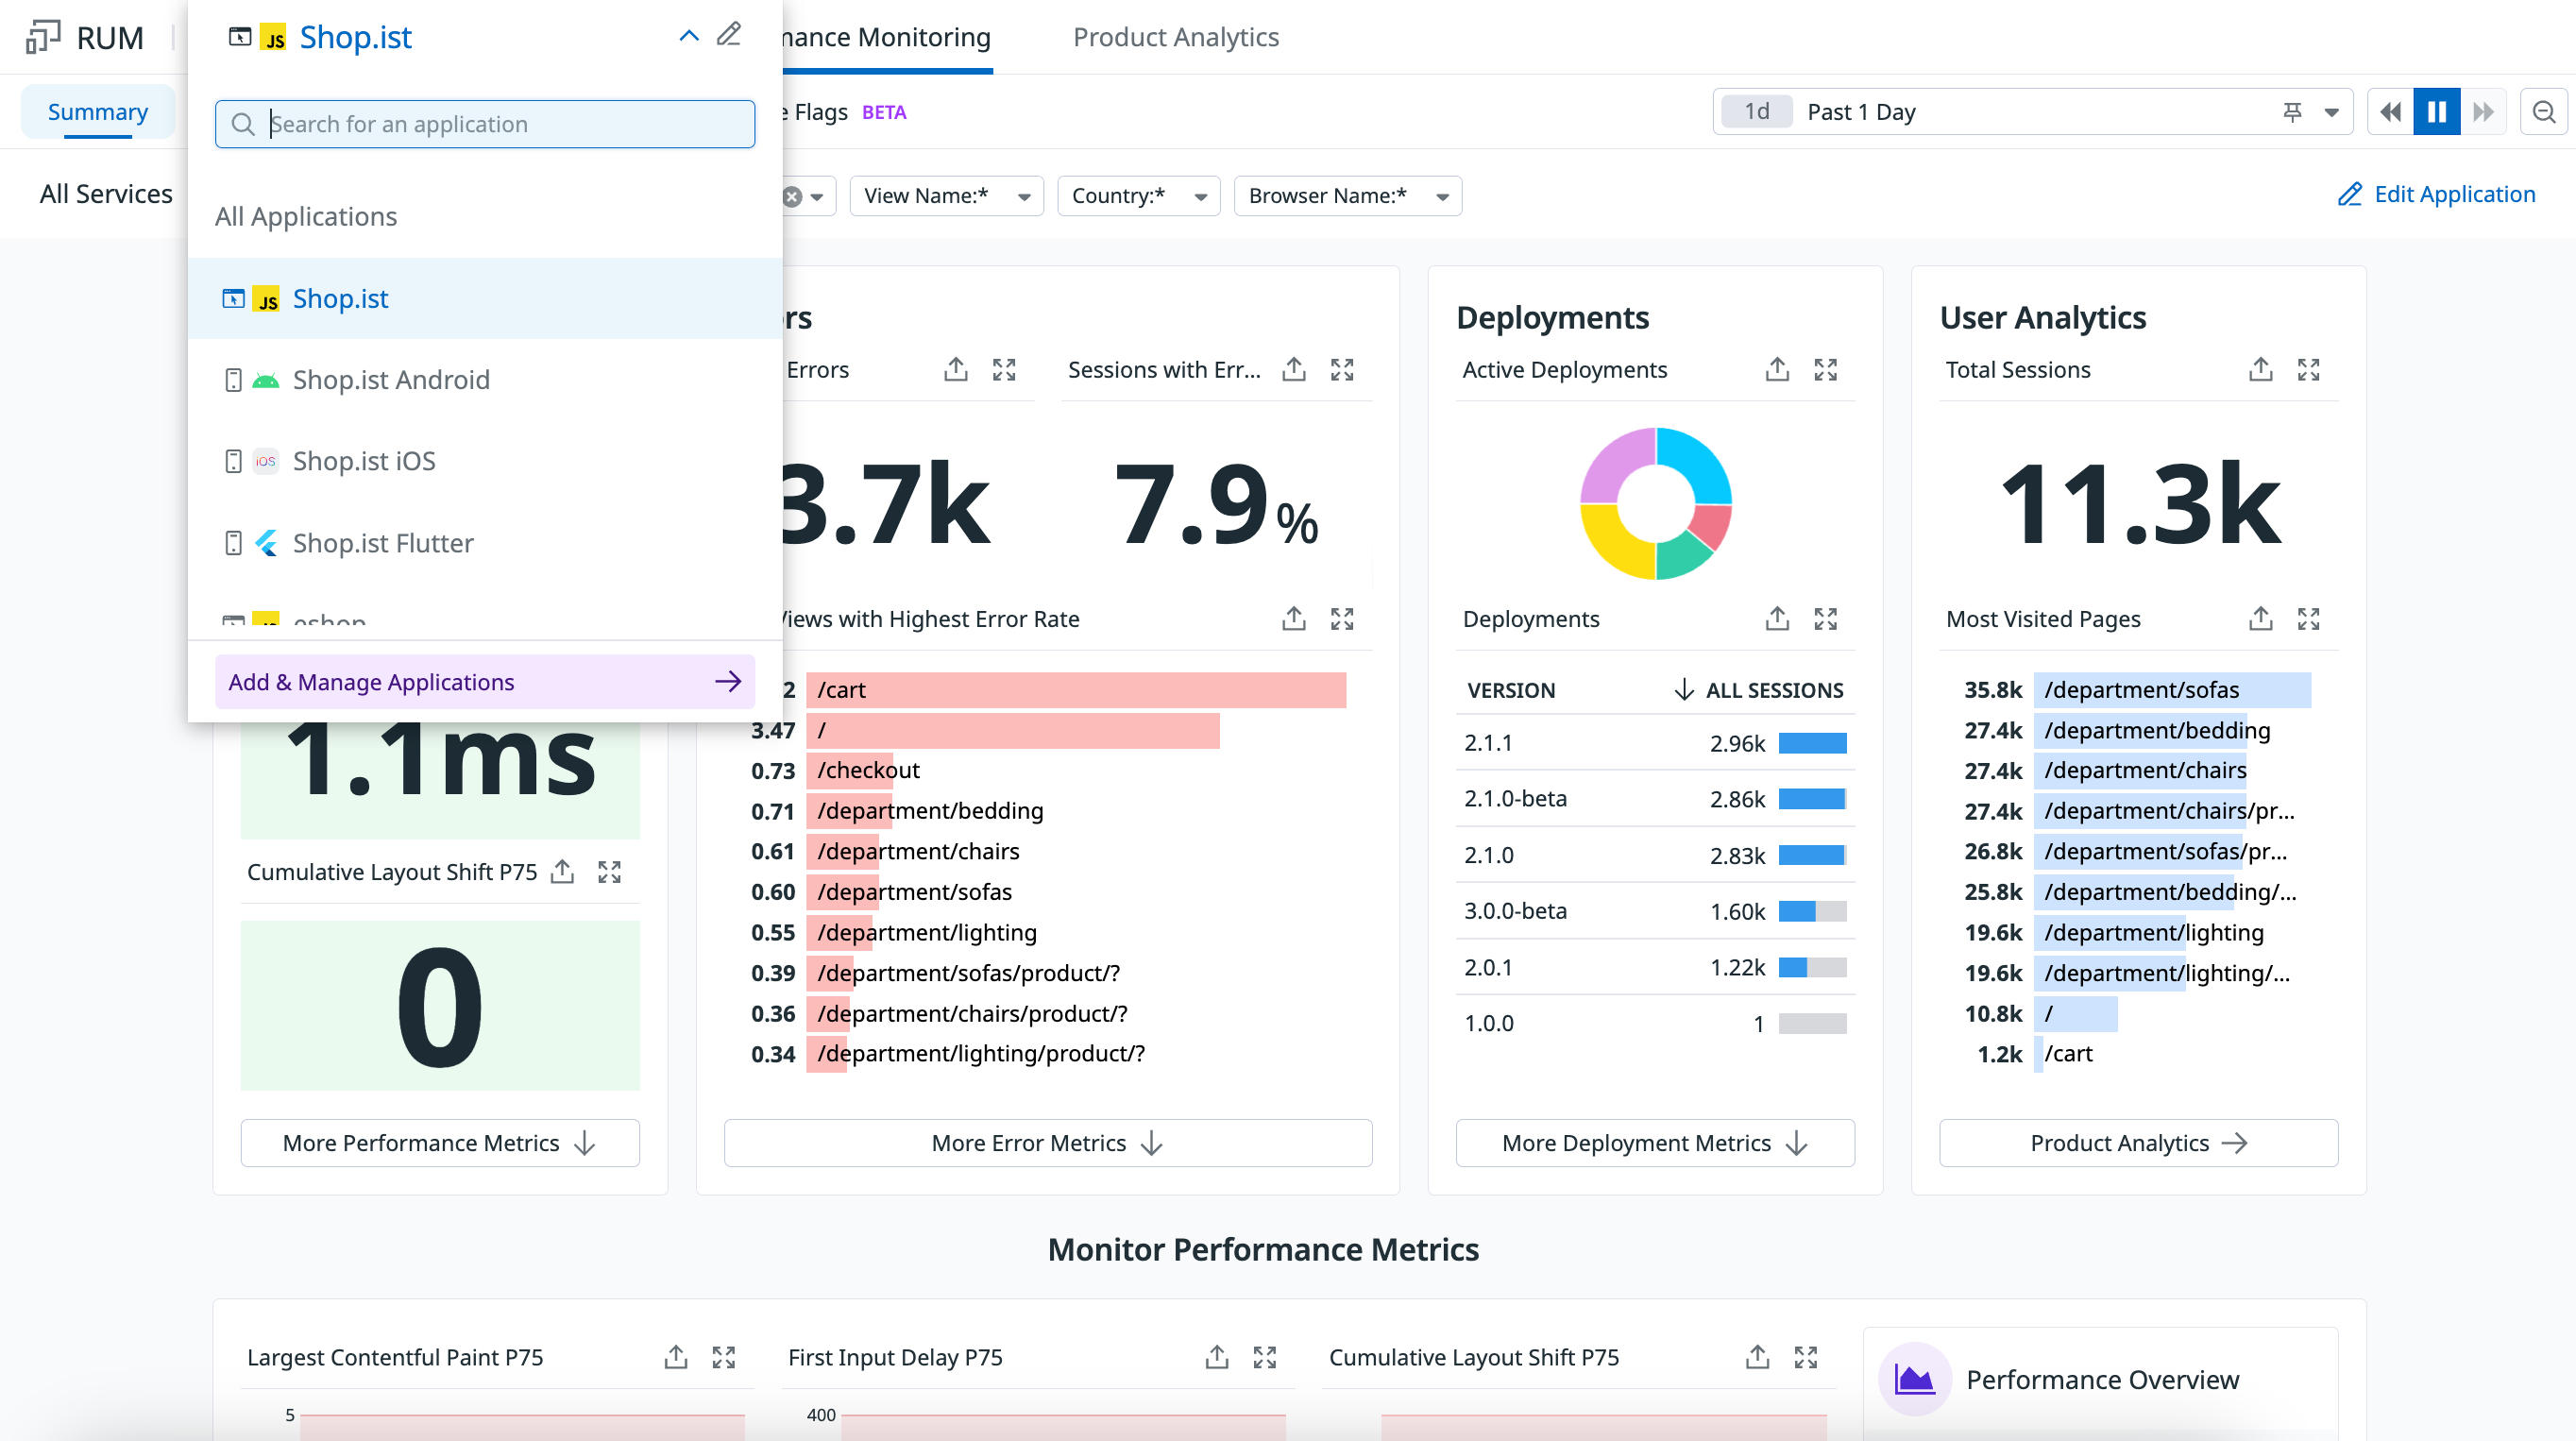 RUM
JS Shop.ist
mance Monitoring
Product Analytics
Summary
Search for an application
Flags BETA
1d Past 1 Day
All Services
View Name:*
Country:*
Browser Name:*
Edit Application
All Applications
JS Shop.ist
Shop.ist Android
iOS Shop.ist iOS
Shop.ist Flutter
eshop
Add & Manage Applications
1.1ms
Cumulative Layout Shift P75
0
More Performance Metrics
rs
Errors
Sessions with Err...
3.7k
7.9%
Views with Highest Error Rate
2 /cart
3.47 /
0.73 /checkout
0.71 /department/bedding
0.61 /department/chairs
0.60 /department/sofas
0.55 /department/lighting
0.39 /department/sofas/product/?
0.36 /department/chairs/product/?
0.34 /department/lighting/product/?
More Error Metrics
Deployments
Active Deployments
Deployments
VERSION ALL SESSIONS
2.1.1 2.96k
2.1.0-beta 2.86k
2.1.0 2.83k
3.0.0-beta 1.60k
2.0.1 1.22k
1.0.0 1
More Deployment Metrics
User Analytics
Total Sessions
11.3k
Most Visited Pages
35.8k /department/sofas
27.4k /department/bedding
27.4k /department/chairs
27.4k /department/chairs/pr...
26.8k /department/sofas/pr...
25.8k /department/bedding/...
19.6k /department/lighting
19.6k /department/lighting/...
10.8k /
1.2k /cart
Product Analytics
Monitor Performance Metrics
Largest Contentful Paint P75
5
First Input Delay P75
400
Cumulative Layout Shift P75
Performance Overview